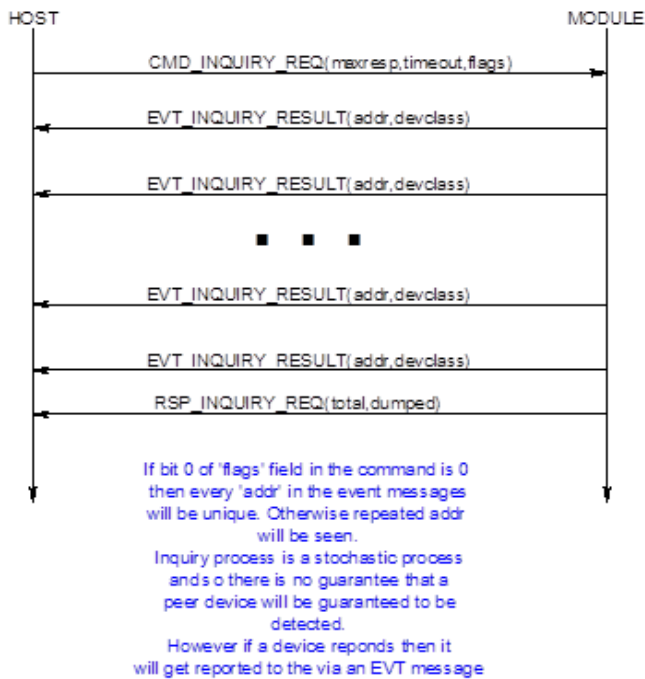 HOST MODULE
CMD_INQUIRY_REQ(maxresp,timeout,flags)
EVT_INQUIRY_RESULT(addr,devclass)
EVT_INQUIRY_RESULT(addr,devclass)
EVT_INQUIRY_RESULT(addr,devclass)
EVT_INQUIRY_RESULT(addr,devclass)
RSP_INQUIRY_REQ(total,dumped)
If bit 0 of 'flags' field in the command is 0
then every 'addr' in the event messages
will be unique. Otherwise repeated addr
will be seen.
Inquiry process is a stochastic process
and so there is no guarantee that a
peer device will be guaranteed to be
detected.
However if a device reponds then it
will get reported to the via an EVT message